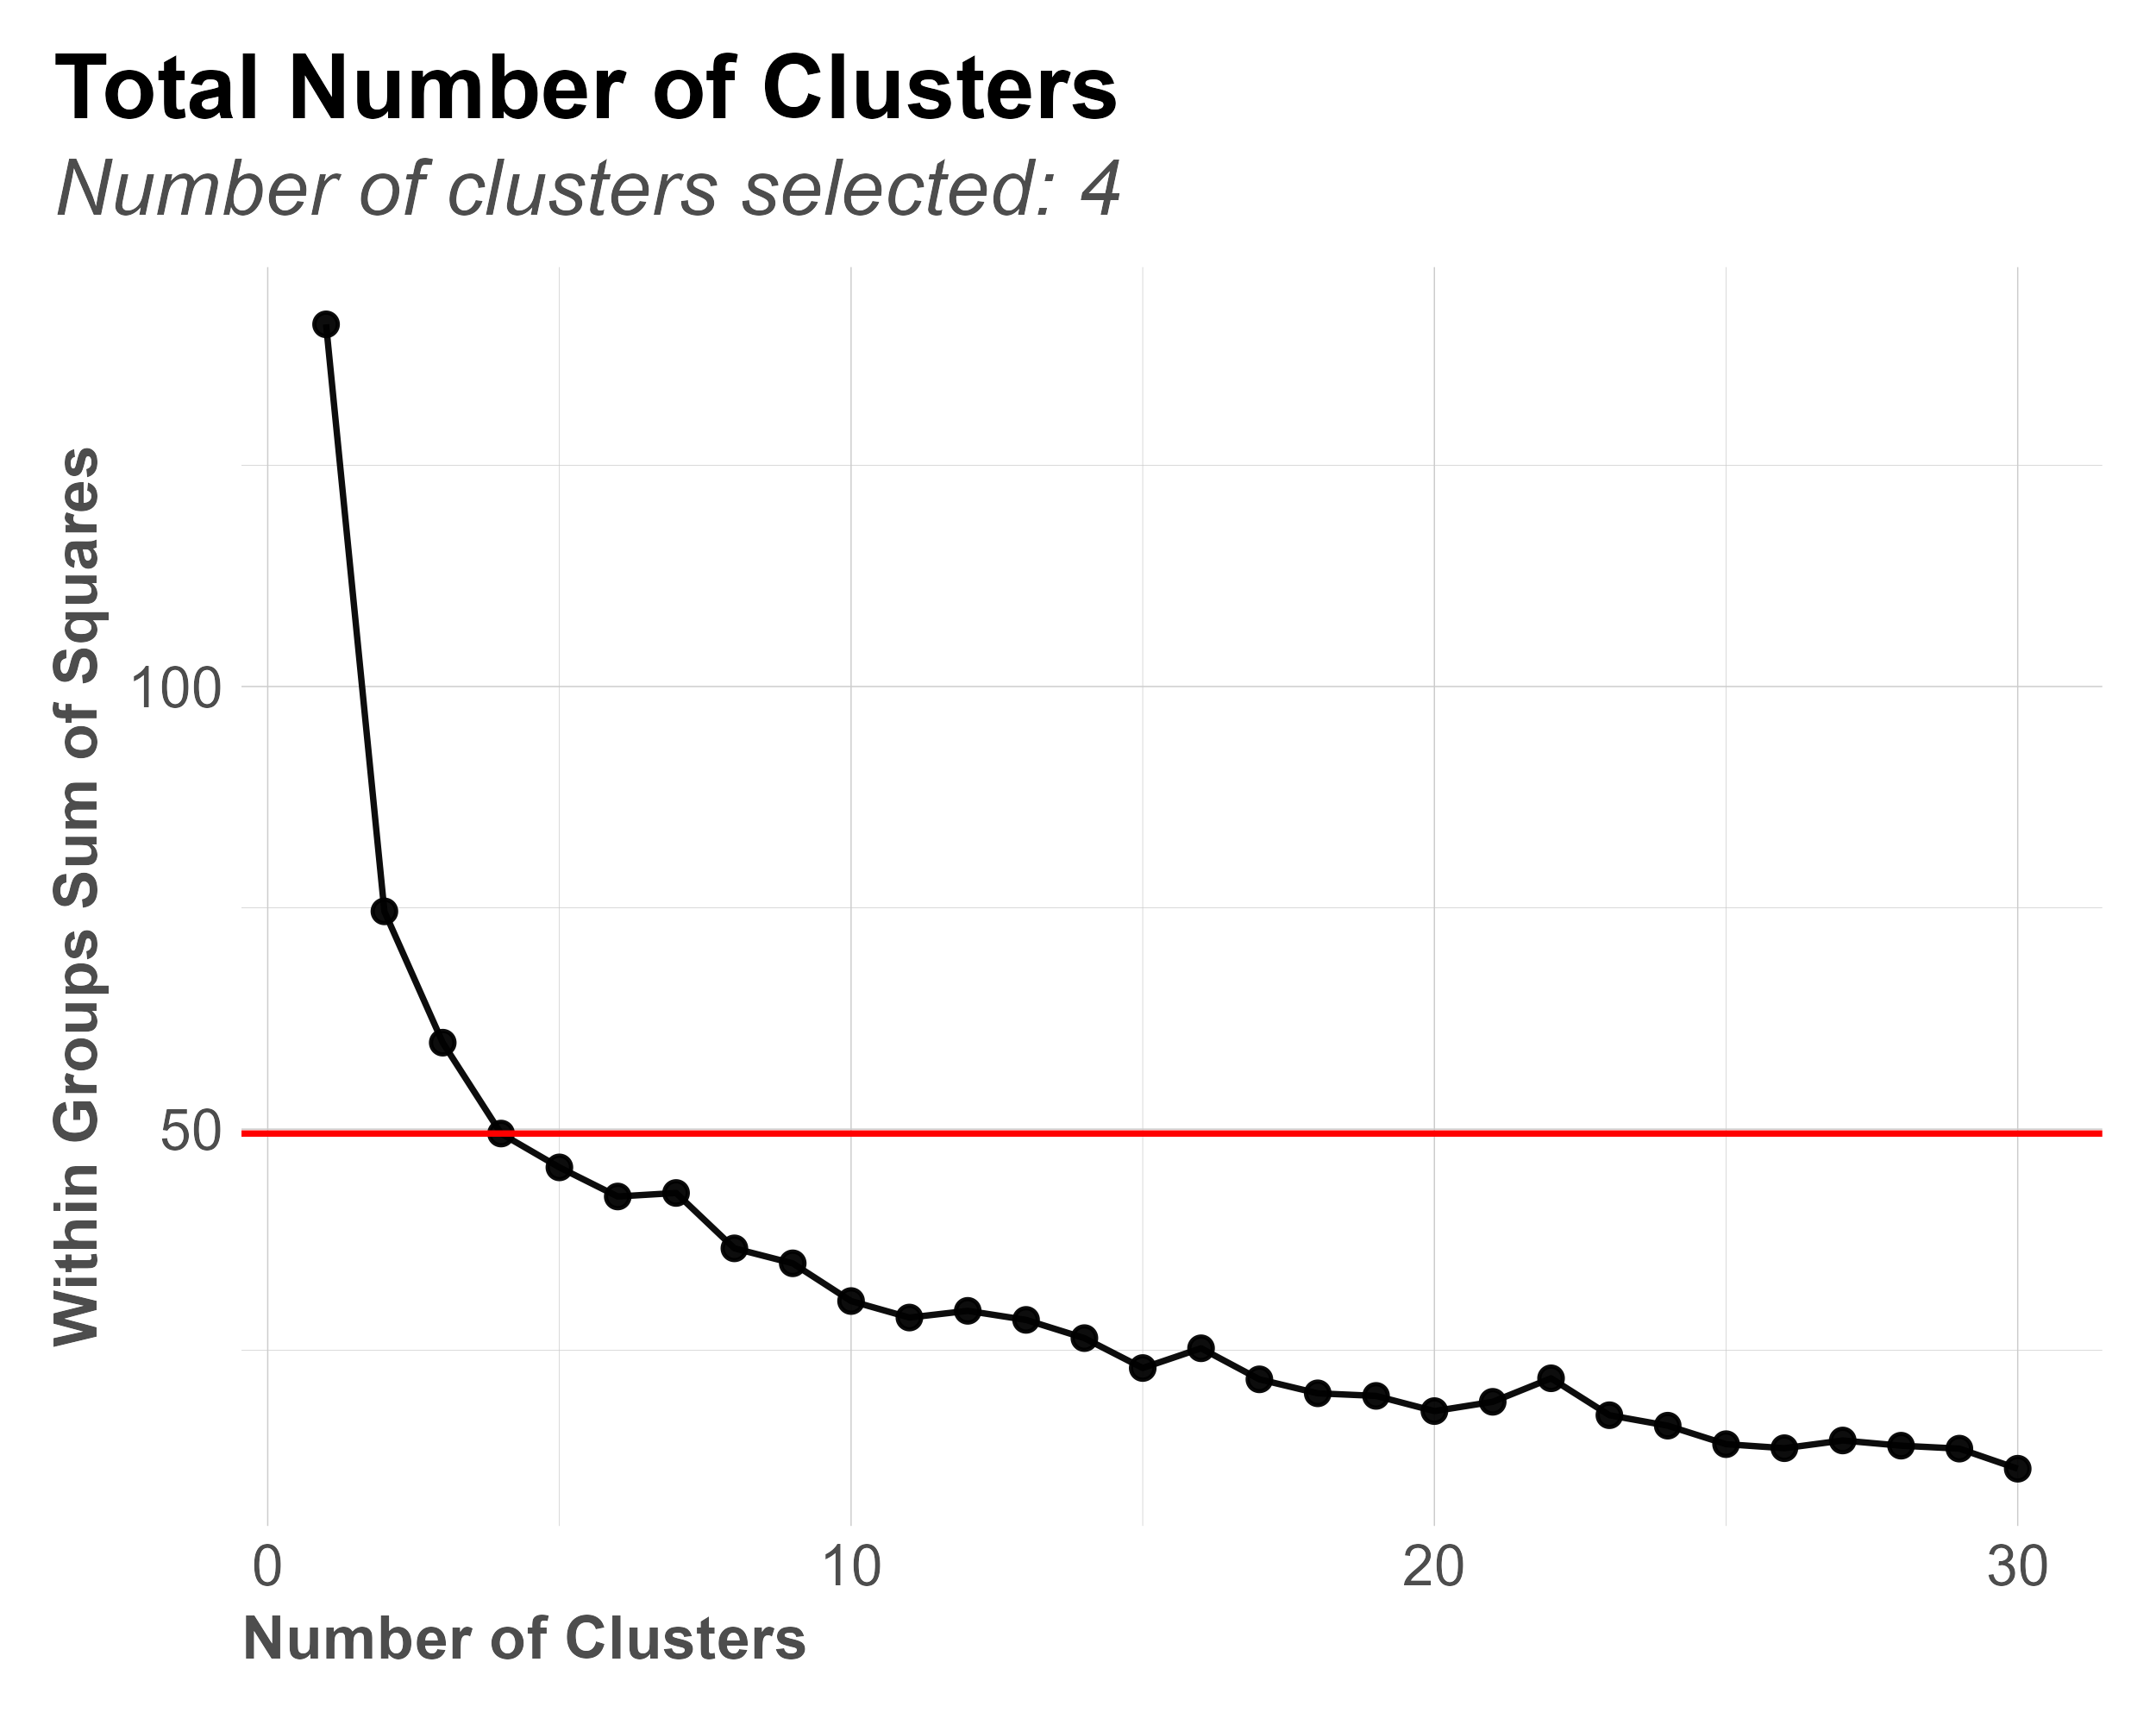 Total Number of Clusters
Number of clusters selected: 4
Within Groups Sum of Squares
100
50
0
10
20
30
Number of Clusters